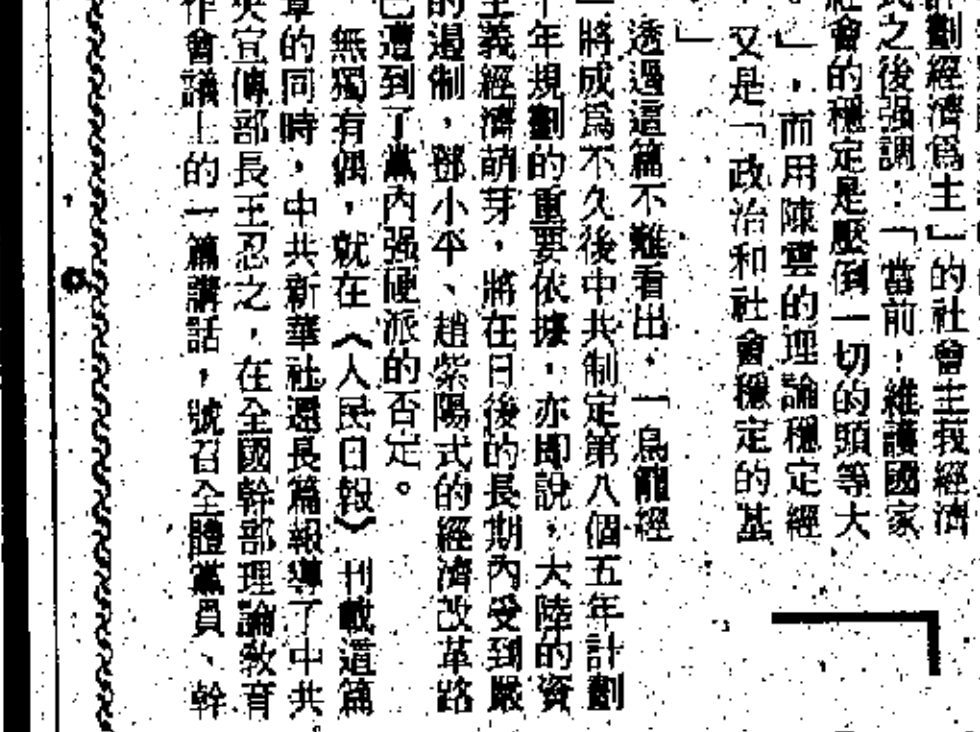 計劃經濟爲主」的社會主義經濟
式之後强調：「當前，維護國家
社會的穩定是壓倒一切的頭等大
。」，而用陳雲的理論穩定經
，又是「政治和社會穩定的基
」
透過這篇不難看出，「鳥籠經
」將成爲不久後中共制定第八個五年計劃
十年規劃的重要依據，亦即說，大陸的資
主義經濟萌芽，將在日後的長期內受到嚴
的遏制，鄧小平、趙紫陽式的經濟改革路
已遭到了黨內强硬派的否定。
無獨有偶，就在《人民日報》刊載這篇
章的同時，中共新華社還長篇報導了中共
央宣傳部長王忍之，在全國幹部理論敎育
作會議上的一篇講話，號召全體黨員、幹